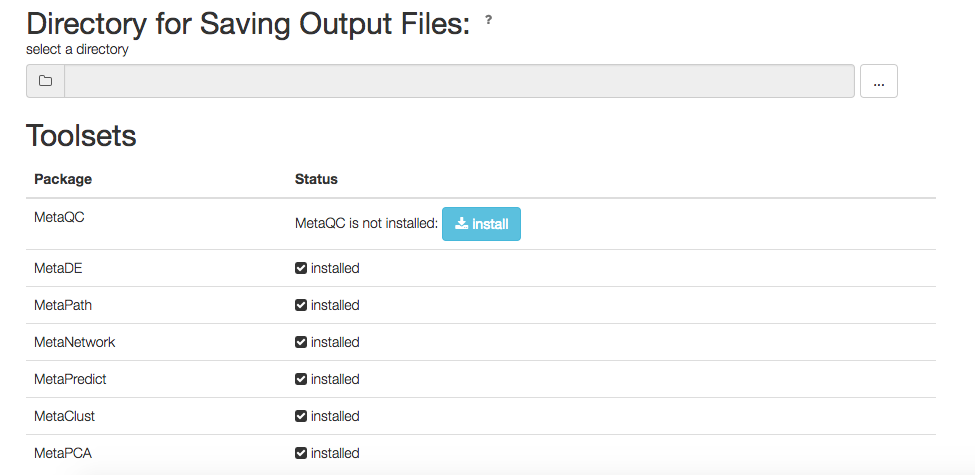 Directory for Saving Output Files: ?
select a directory
...
Toolsets
Package Status
MetaQC MetaQC is not installed: install
MetaDE installed
MetaPath installed
MetaNetwork installed
MetaPredict installed
MetaClust installed
MetaPCA installed